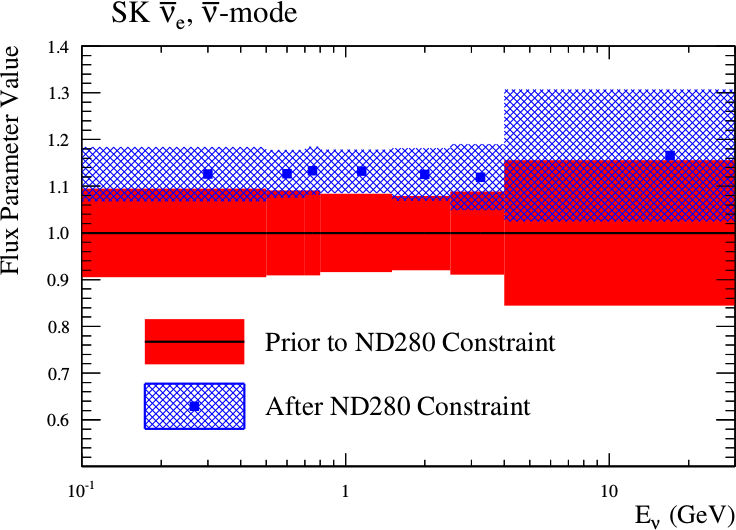 SK ν̅ₑ, ν̅-mode
Flux Parameter Value
1.4
1.3
1.2
1.1
1.0
0.9
0.8
0.7
0.6
Prior to ND280 Constraint
After ND280 Constraint
10⁻¹
1
10
Eᵥ (GeV)